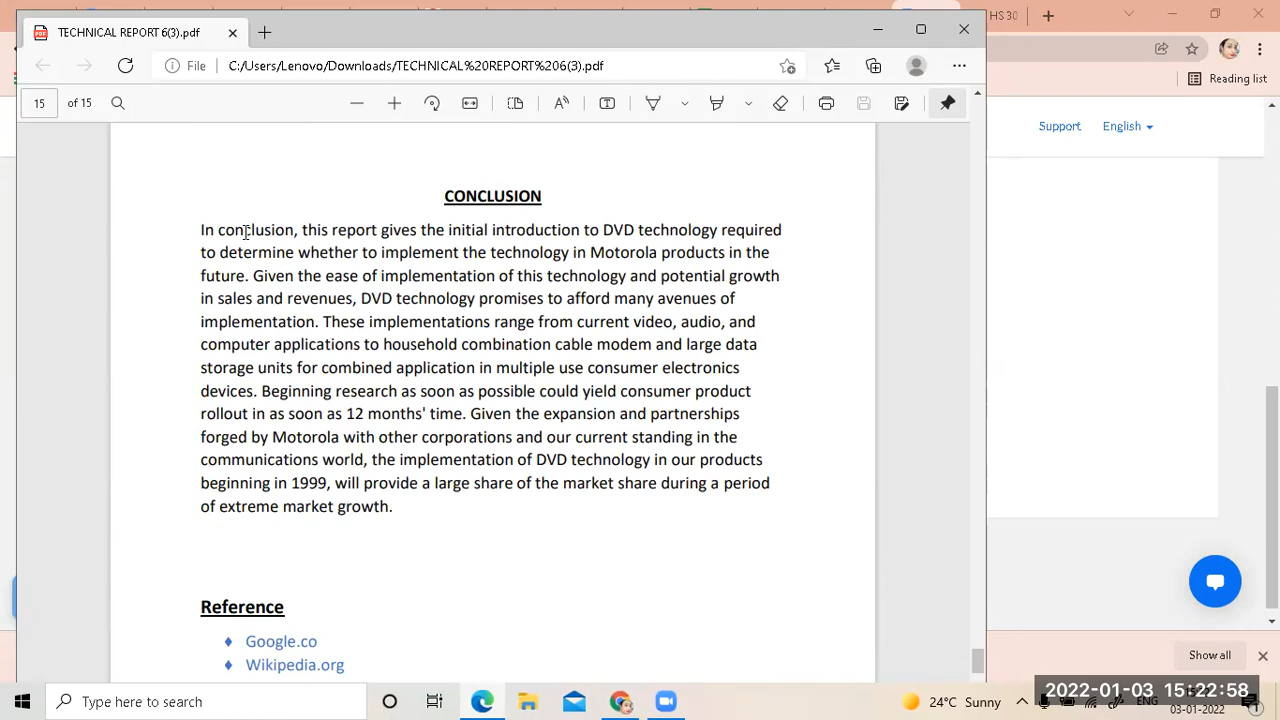 HS 30
TECHNICAL REPORT 6(3).pdf
File
C:/Users/Lenovo/Downloads/TECHNICAL%20REPORT%206(3).pdf
Reading list
15 of 15
Support English
CONCLUSION
In conclusion, this report gives the initial introduction to DVD technology required
to determine whether to implement the technology in Motorola products in the
future. Given the ease of implementation of this technology and potential growth
in sales and revenues, DVD technology promises to afford many avenues of
implementation. These implementations range from current video, audio, and
computer applications to household combination cable modem and large data
storage units for combined application in multiple use consumer electronics
devices. Beginning research as soon as possible could yield consumer product
rollout in as soon as 12 months' time. Given the expansion and partnerships
forged by Motorola with other corporations and our current standing in the
communications world, the implementation of DVD technology in our products
beginning in 1999, will provide a large share of the market share during a period
of extreme market growth.
Reference
♦ Google.co
♦ Wikipedia.org
Show all
Type here to search
24°C Sunny
2022-01-03 15:22:58
ENG
03-01-2022